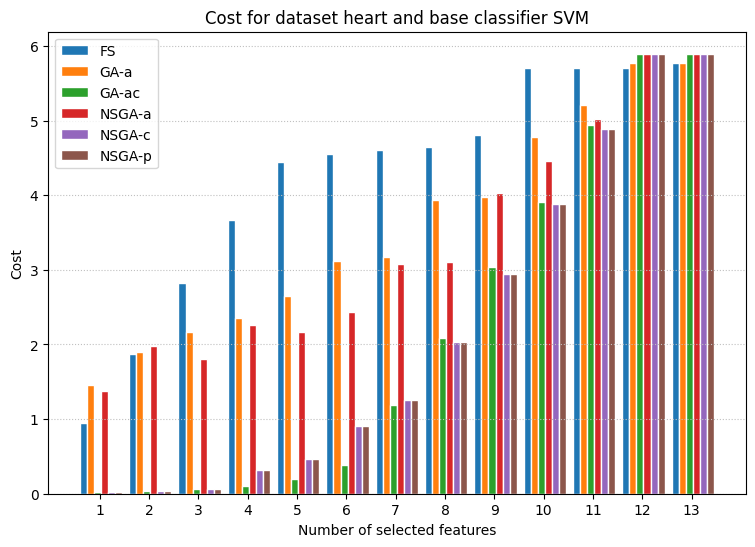 Cost for dataset heart and base classifier SVM
FS
GA-a
GA-ac
NSGA-a
NSGA-c
NSGA-p
6
5
4
3
2
1
0
Cost
1 2 3 4 5 6 7 8 9 10 11 12 13
Number of selected features